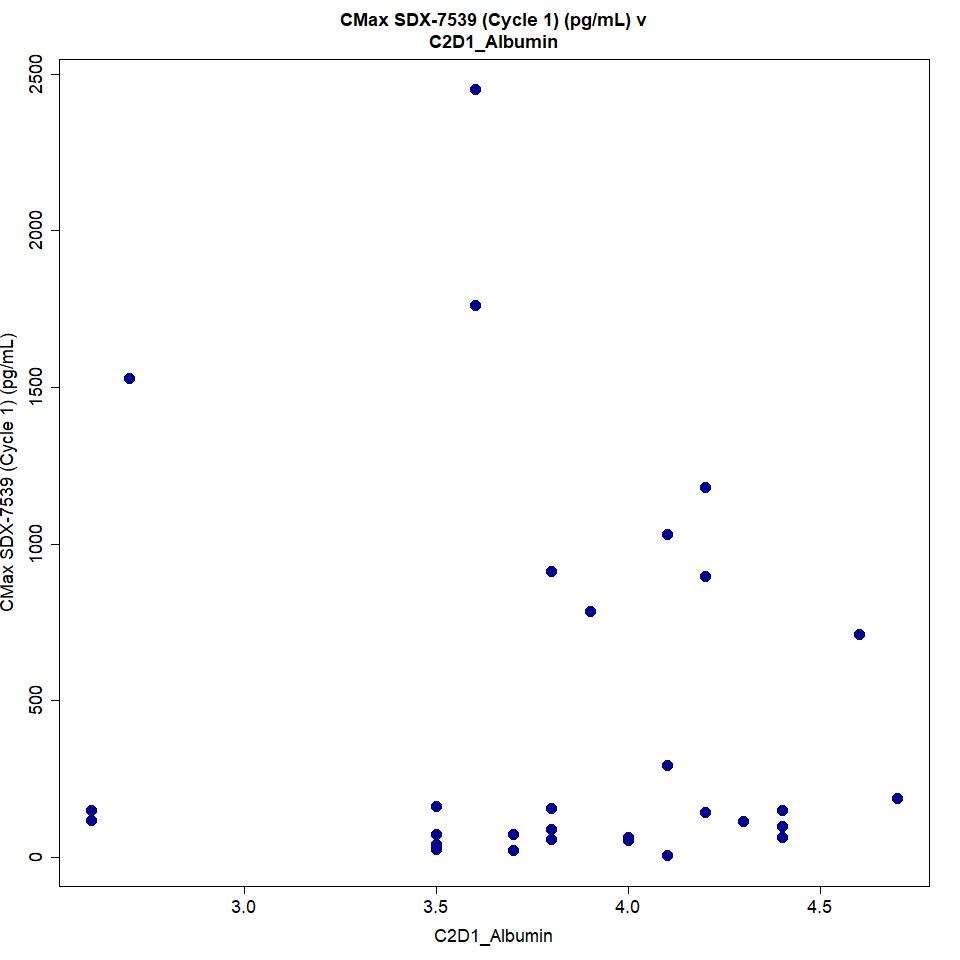 CMax SDX-7539 (Cycle 1) (pg/mL) v
C2D1_Albumin
CMax SDX-7539 (Cycle 1) (pg/mL)
2500
2000
1500
1000
500
0
3.0
3.5
4.0
4.5
C2D1_Albumin